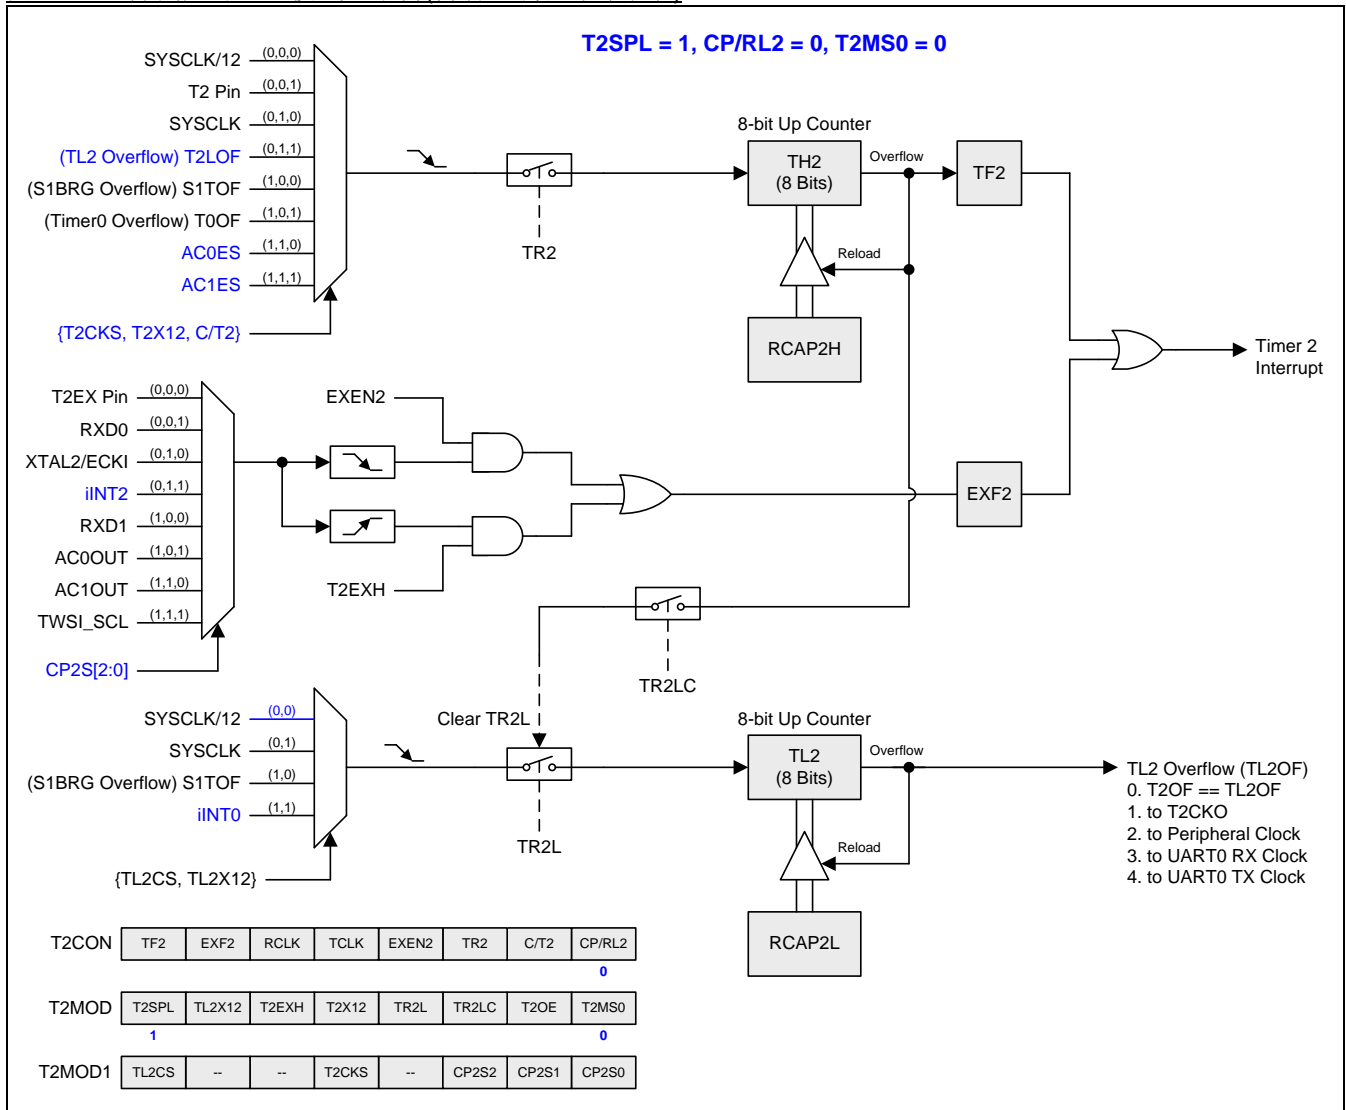 T2SPL = 1, CP/RL2 = 0, T2MS0 = 0
SYSCLK/12 (0,0,0)
T2 Pin (0,0,1)
SYSCLK (0,1,0)
(TL2 Overflow) T2LOF (0,1,1)
(S1BRG Overflow) S1TOF (1,0,0)
(Timer0 Overflow) T0OF (1,0,1)
AC0ES (1,1,0)
AC1ES (1,1,1)
{T2CKS, T2X12, C/T2}
TR2
8-bit Up Counter
TH2
(8 Bits)
Overflow
TF2
Reload
RCAP2H
Timer 2
Interrupt
T2EX Pin (0,0,0)
RXD0 (0,0,1)
XTAL2/ECKI (0,1,0)
iINT2 (0,1,1)
RXD1 (1,0,0)
AC0OUT (1,0,1)
AC1OUT (1,1,0)
TWSI_SCL (1,1,1)
CP2S[2:0]
EXEN2
T2EXH
EXF2
TR2LC
SYSCLK/12 (0,0)
SYSCLK (0,1)
(S1BRG Overflow) S1TOF (1,0)
iINT0 (1,1)
{TL2CS, TL2X12}
Clear TR2L
TR2L
8-bit Up Counter
TL2
(8 Bits)
Overflow
Reload
RCAP2L
TL2 Overflow (TL2OF)
0. T2OF == TL2OF
1. to T2CKO
2. to Peripheral Clock
3. to UART0 RX Clock
4. to UART0 TX Clock
T2CON TF2 EXF2 RCLK TCLK EXEN2 TR2 C/T2 CP/RL2
0
T2MOD T2SPL TL2X12 T2EXH T2X12 TR2L TR2LC T2OE T2MS0
1 0
T2MOD1 TL2CS -- -- T2CKS -- CP2S2 CP2S1 CP2S0